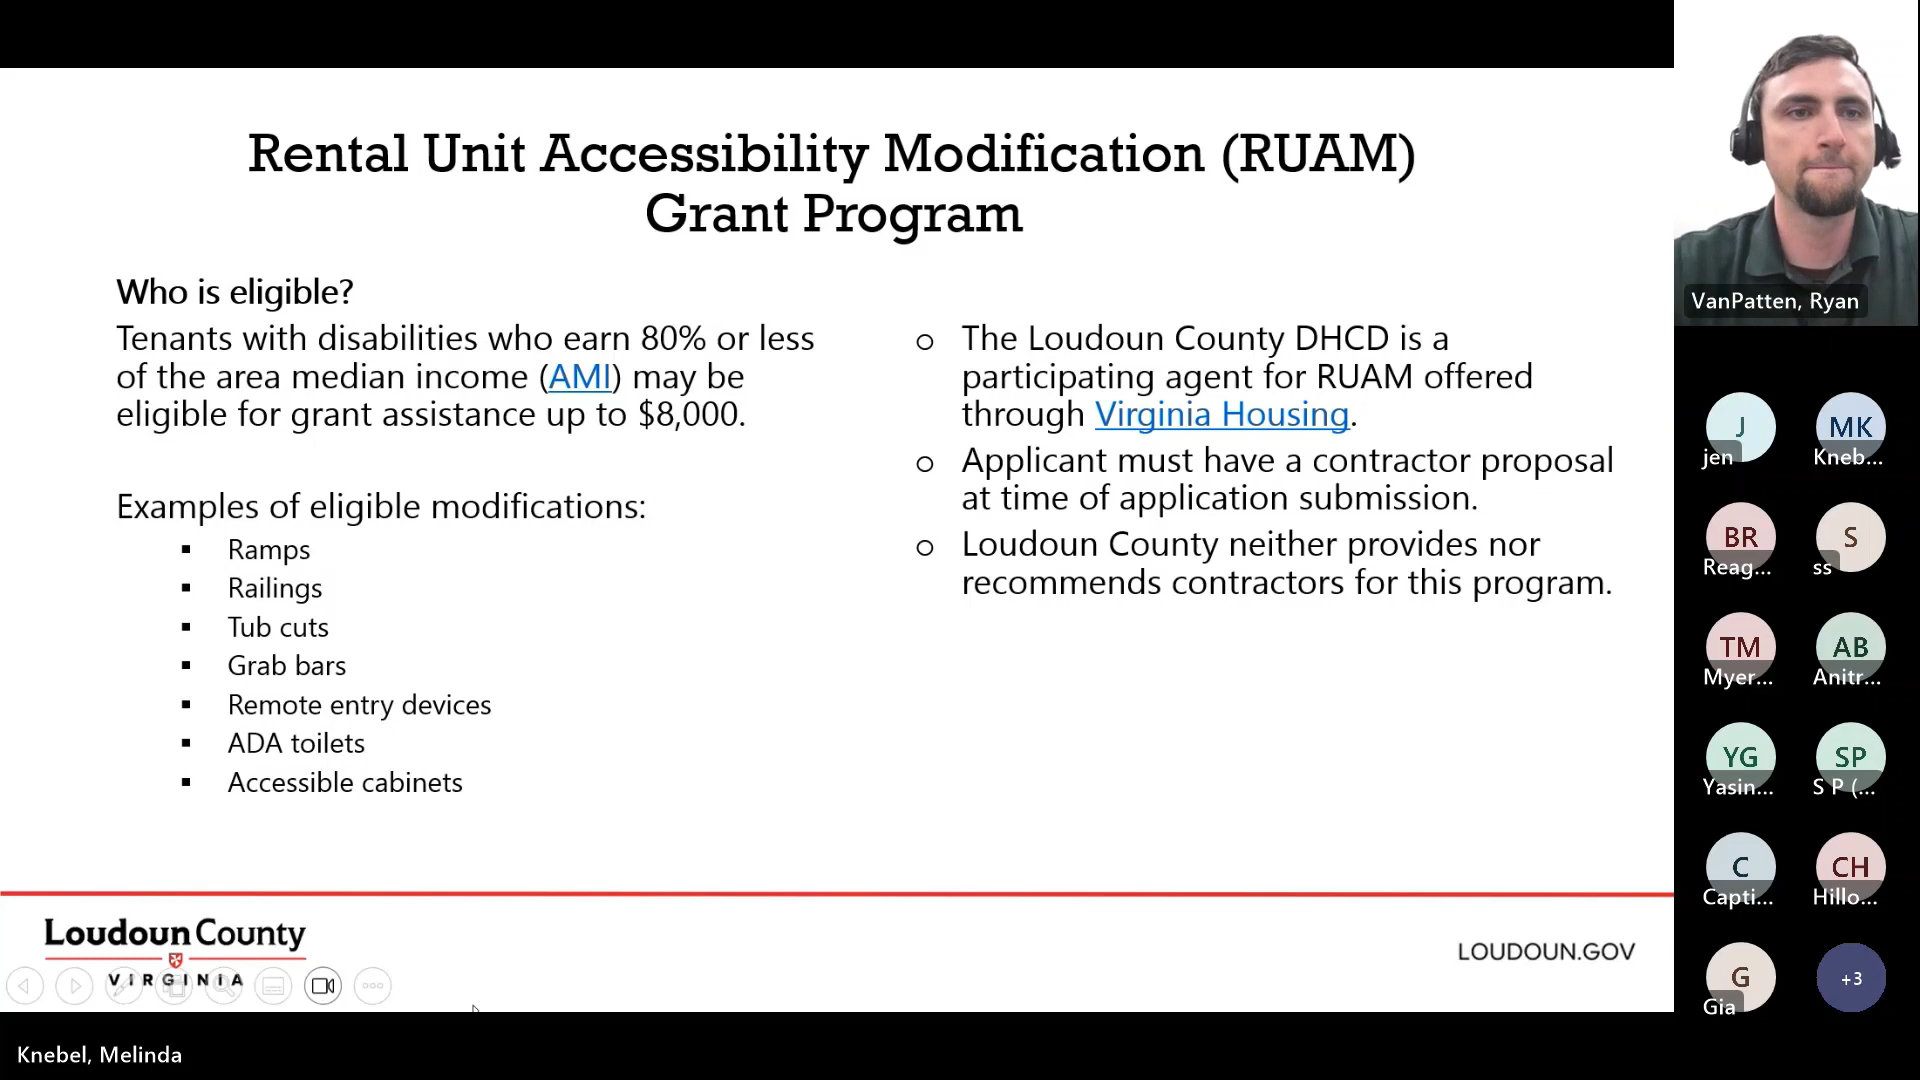 Rental Unit Accessibility Modification (RUAM)
Grant Program
Who is eligible?
Tenants with disabilities who earn 80% or less
of the area median income (AMI) may be
eligible for grant assistance up to $8,000.
Examples of eligible modifications:
Ramps
Railings
Tub cuts
Grab bars
Remote entry devices
ADA toilets
Accessible cabinets
The Loudoun County DHCD is a
participating agent for RUAM offered
through Virginia Housing.
Applicant must have a contractor proposal
at time of application submission.
Loudoun County neither provides nor
recommends contractors for this program.
Loudoun County
VIRGINIA
LOUDOUN.GOV
Knebel, Melinda
VanPatten, Ryan
J
jen
MK
Kneb...
BR
Reag...
S
ss
TM
Myer...
AB
Anitr...
YG
Yasin...
SP
S P (...
C
Capti...
CH
Hillo...
G
Gia
+3